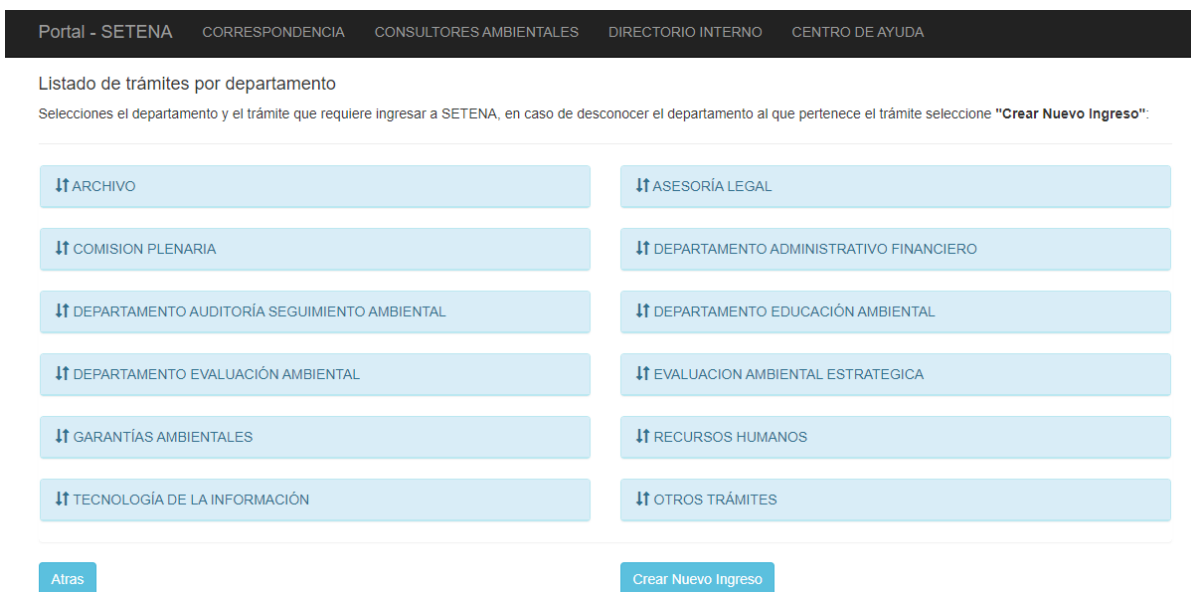 Portal - SETENA CORRESPONDENCIA CONSULTORES AMBIENTALES DIRECTORIO INTERNO CENTRO DE AYUDA
Listado de trámites por departamento
Selecciones el departamento y el trámite que requiere ingresar a SETENA, en caso de desconocer el departamento al que pertenece el trámite seleccione "Crear Nuevo Ingreso":
ARCHIVO
ASESORÍA LEGAL
COMISION PLENARIA
DEPARTAMENTO ADMINISTRATIVO FINANCIERO
DEPARTAMENTO AUDITORÍA SEGUIMIENTO AMBIENTAL
DEPARTAMENTO EDUCACIÓN AMBIENTAL
DEPARTAMENTO EVALUACIÓN AMBIENTAL
EVALUACION AMBIENTAL ESTRATEGICA
GARANTÍAS AMBIENTALES
RECURSOS HUMANOS
TECNOLOGÍA DE LA INFORMACIÓN
OTROS TRÁMITES
Atras
Crear Nuevo Ingreso